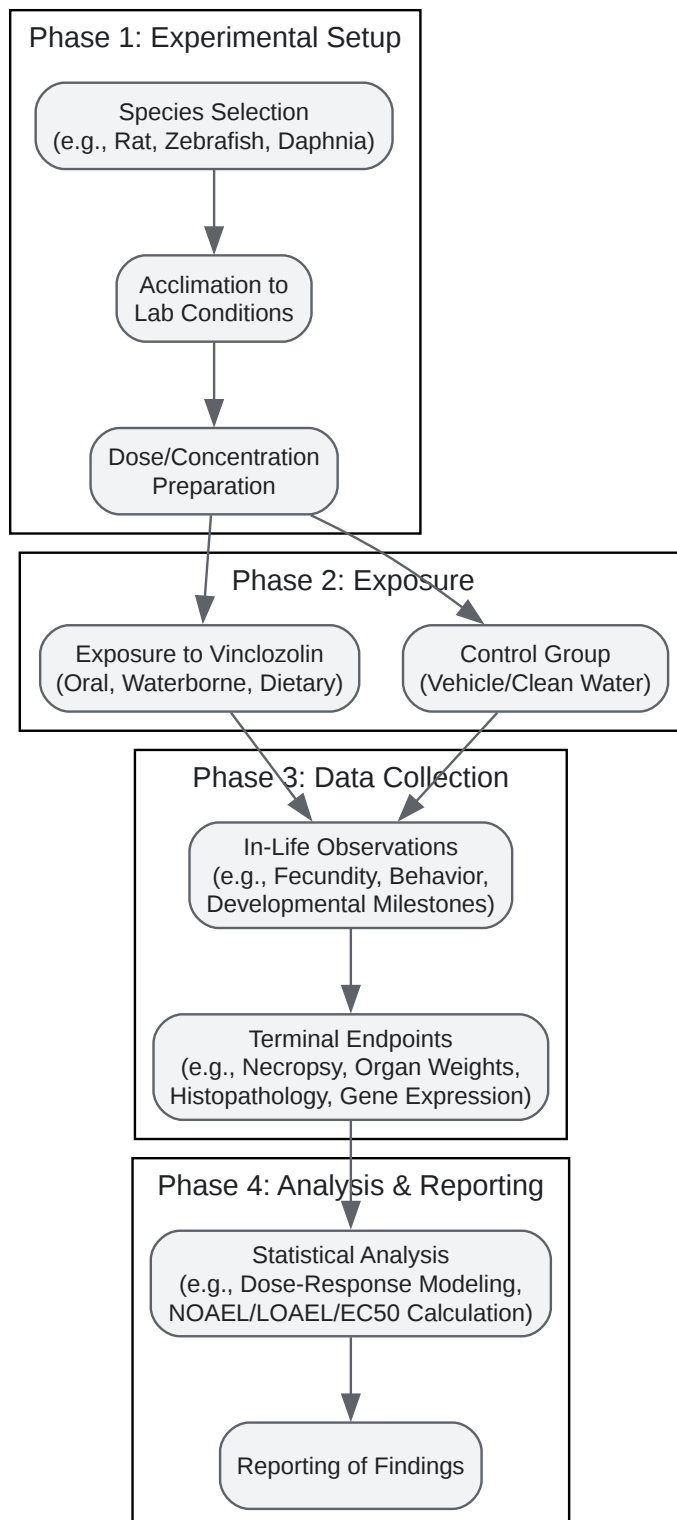 Phase 1: Experimental Setup
Species Selection
(e.g., Rat, Zebrafish, Daphnia)
Acclimation to
Lab Conditions
Dose/Concentration
Preparation
Phase 2: Exposure
Exposure to Vinclozolin
(Oral, Waterborne, Dietary)
Control Group
(Vehicle/Clean Water)
Phase 3: Data Collection
In-Life Observations
(e.g., Fecundity, Behavior,
Developmental Milestones)
Terminal Endpoints
(e.g., Necropsy, Organ Weights,
Histopathology, Gene Expression)
Phase 4: Analysis & Reporting
Statistical Analysis
(e.g., Dose-Response Modeling,
NOAEL/LOAEL/EC50 Calculation)
Reporting of Findings